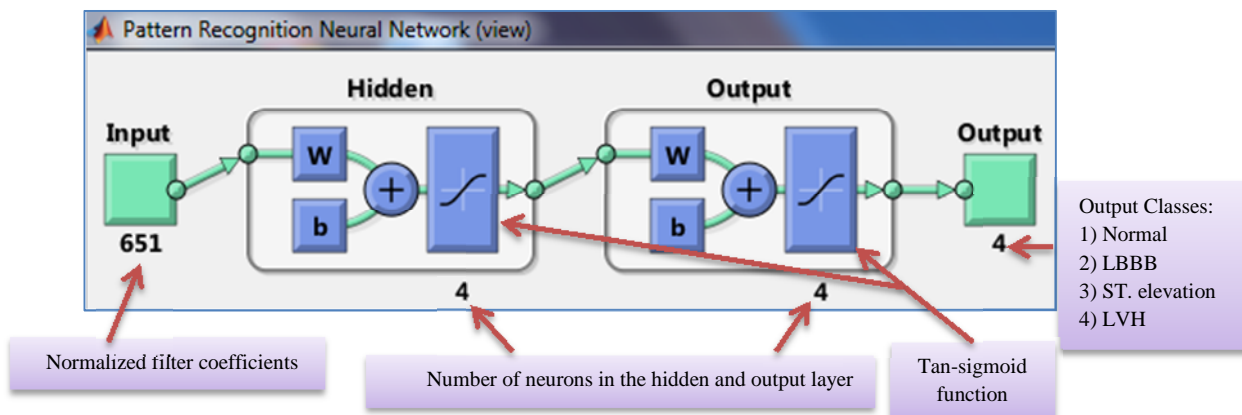 Pattern Recognition Neural Network (view)
Hidden
Output
Input
Output
W
b
W
b
651
4
4
4
Output Classes:
1) Normal
2) LBBB
3) ST. elevation
4) LVH
Normalized filter coefficients
Number of neurons in the hidden and output layer
Tan-sigmoid
function